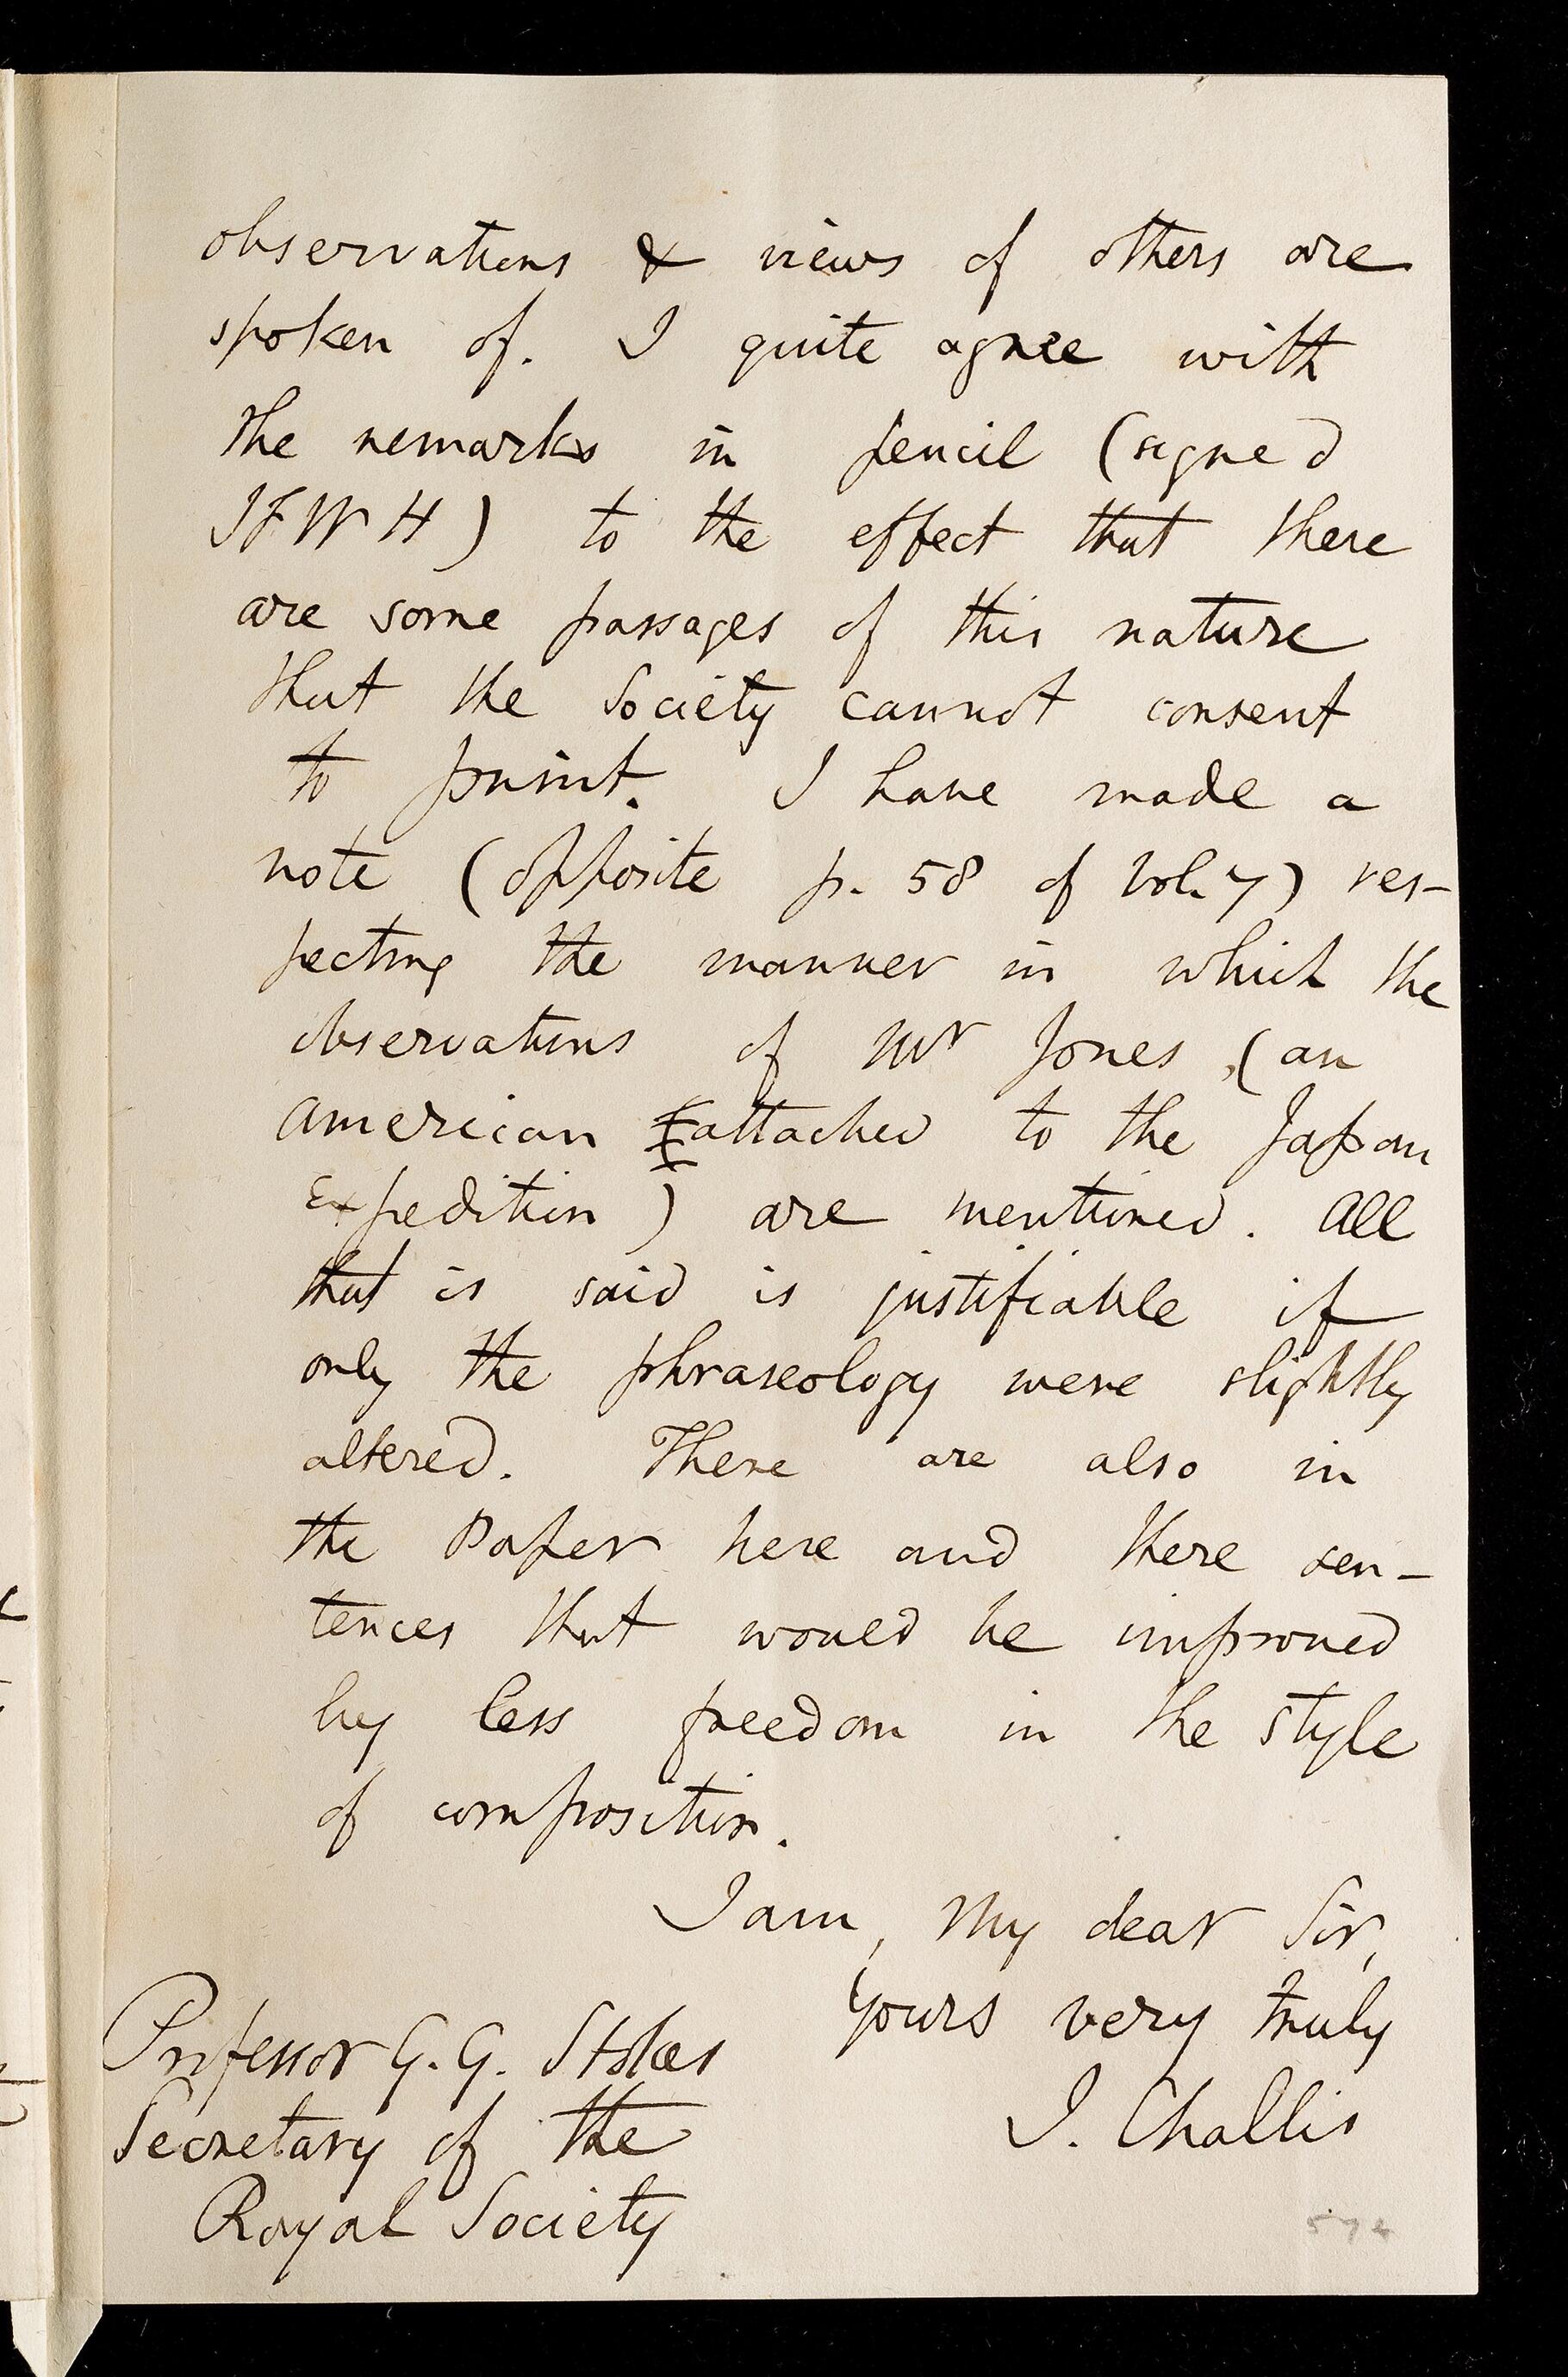 observations & views of others are
spoken of. I quite agree with
the remarks in pencil (signed
JFWH) to the effect that there
are some passages of this nature
that the Society cannot consent
to print. I have made a
note (opposite p. 58 of Vol. 7) res-
pecting the manner in which the
observations of Mr Jones, (an
American attached to the Japan
Expedition) are mentioned. All
that is said is justifiable if
only the phraseology were slightly
altered. There are also in
the Paper here and there sen-
tences that would be improved
by less freedom in the style
of composition.
I am, My dear Sir,
Yours very truly
J. Challis
Professor G. G. Stokes
Secretary of the
Royal Society
574